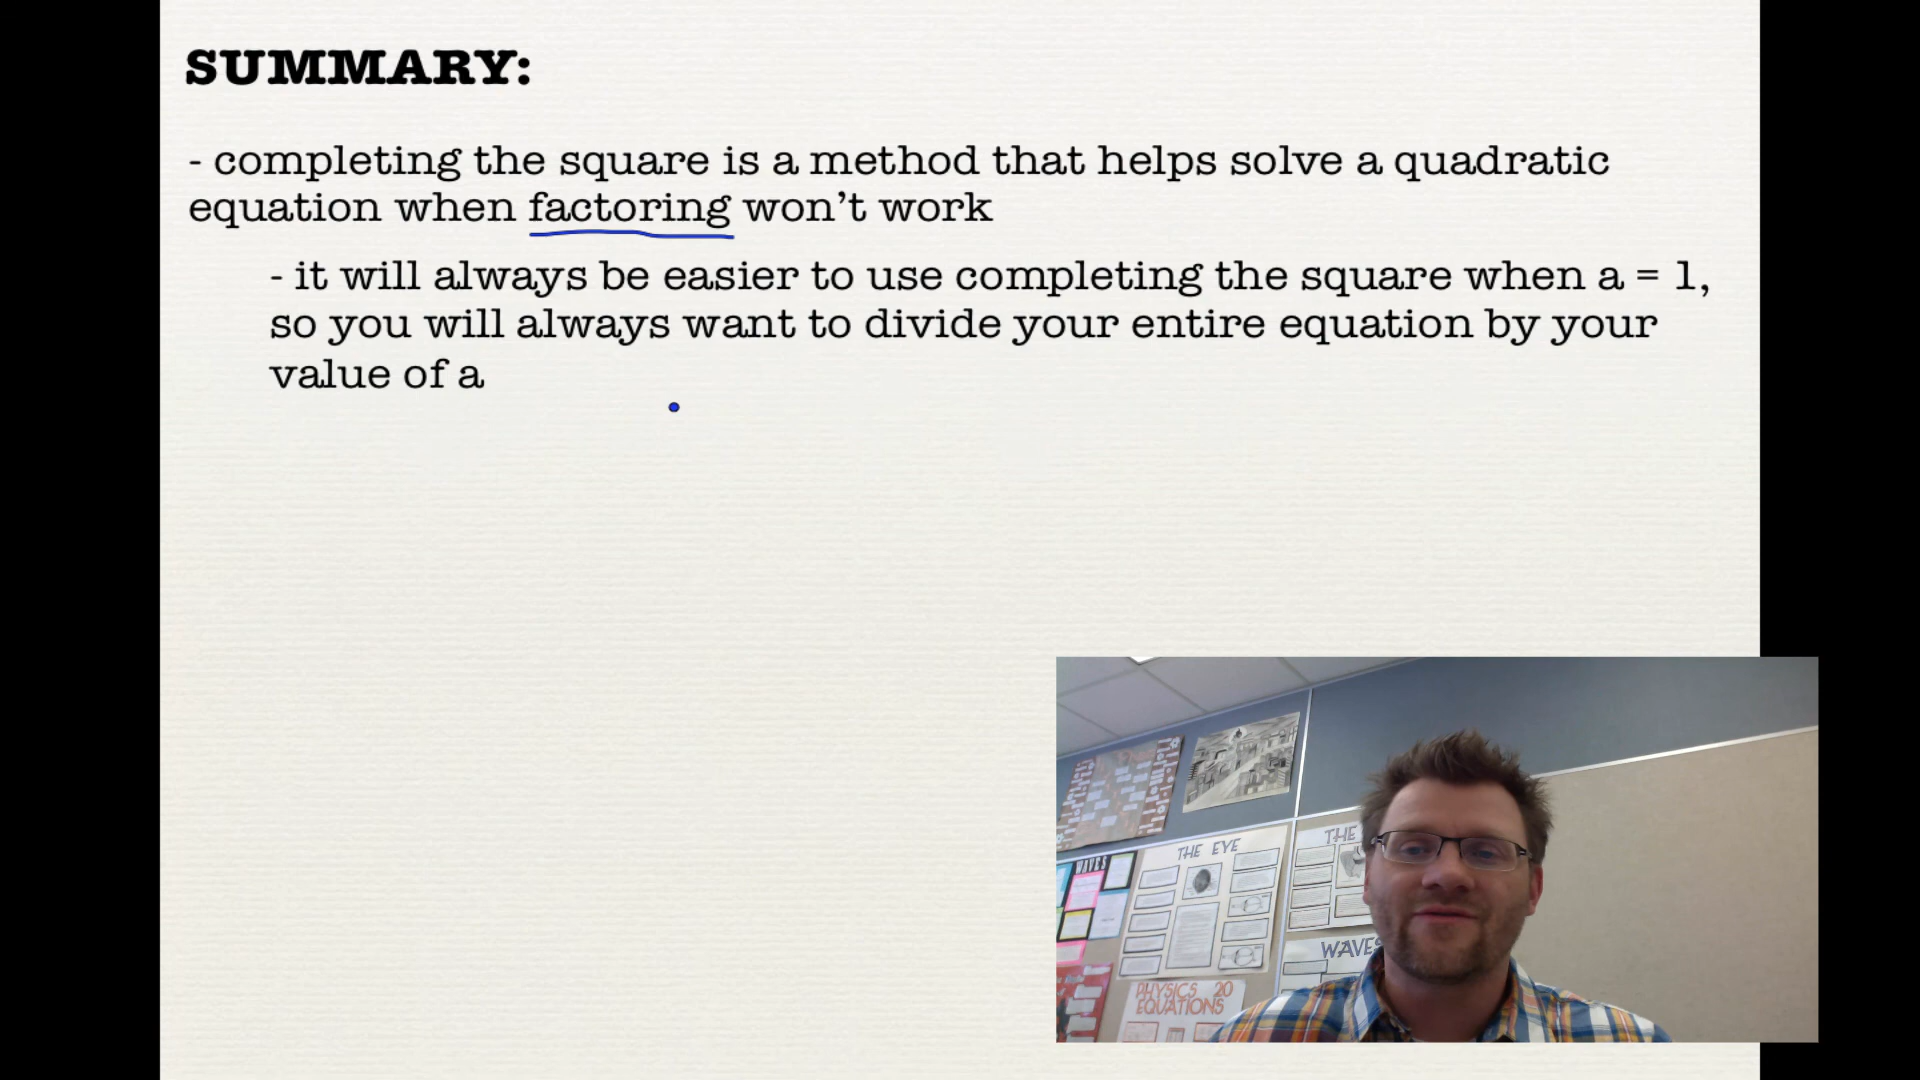 SUMMARY:
- completing the square is a method that helps solve a quadratic
equation when factoring won't work
- it will always be easier to use completing the square when a = 1,
so you will always want to divide your entire equation by your
value of a
THE EYE
THE
WAVES
WAVES
PHYSICS 20
EQUATIONS